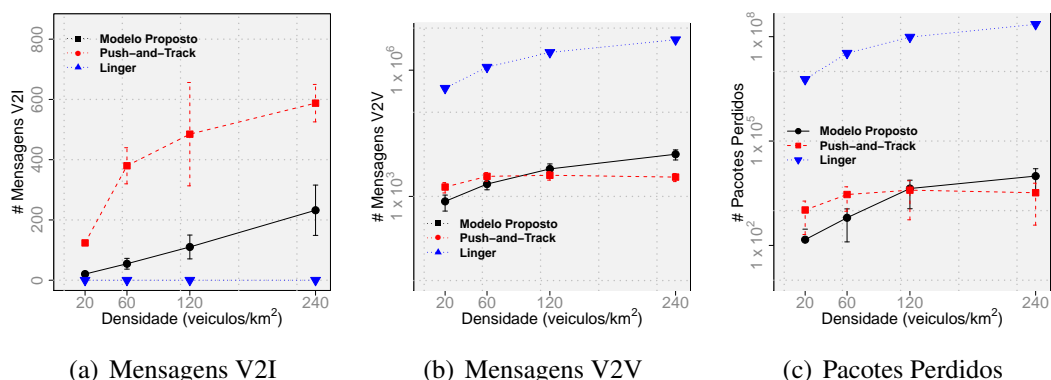 800
600
400
200
0
# Mensagens V2I
Modelo Proposto
Push−and−Track
Linger
20 60 120 240
Densidade (veiculos/km²)
(a) Mensagens V2I
1 x 10⁶
1 x 10³
# Mensagens V2V
Modelo Proposto
Push−and−Track
Linger
20 60 120 240
Densidade (veiculos/km²)
(b) Mensagens V2V
1 x 10⁸
1 x 10⁵
1 x 10²
# Pacotes Perdidos
Modelo Proposto
Push−and−Track
Linger
20 60 120 240
Densidade (veiculos/km²)
(c) Pacotes Perdidos